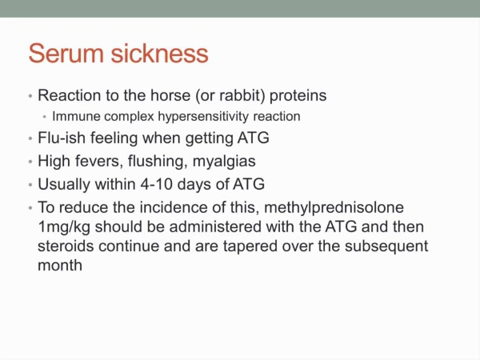 Serum sickness
• Reaction to the horse (or rabbit) proteins
• Immune complex hypersensitivity reaction
• Flu-ish feeling when getting ATG
• High fevers, flushing, myalgias
• Usually within 4-10 days of ATG
• To reduce the incidence of this, methylprednisolone
1mg/kg should be administered with the ATG and then
steroids continue and are tapered over the subsequent
month